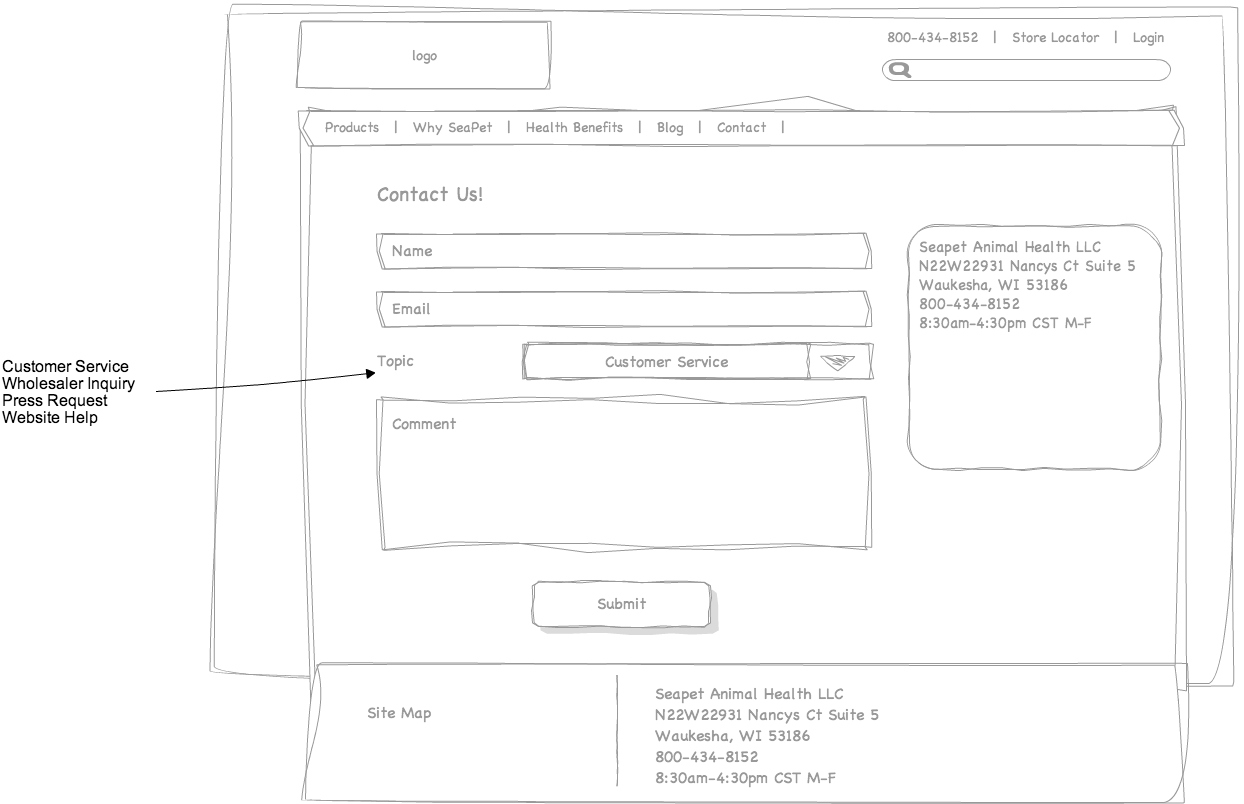 logo
800-434-8152 | Store Locator | Login
Products | Why SeaPet | Health Benefits | Blog | Contact |
Contact Us!
Name
Email
Topic
Customer Service
Comment
Submit
Seapet Animal Health LLC
N22W22931 Nancys Ct Suite 5
Waukesha, WI 53186
800-434-8152
8:30am-4:30pm CST M-F
Customer Service
Wholesaler Inquiry
Press Request
Website Help
Site Map
Seapet Animal Health LLC
N22W22931 Nancys Ct Suite 5
Waukesha, WI 53186
800-434-8152
8:30am-4:30pm CST M-F